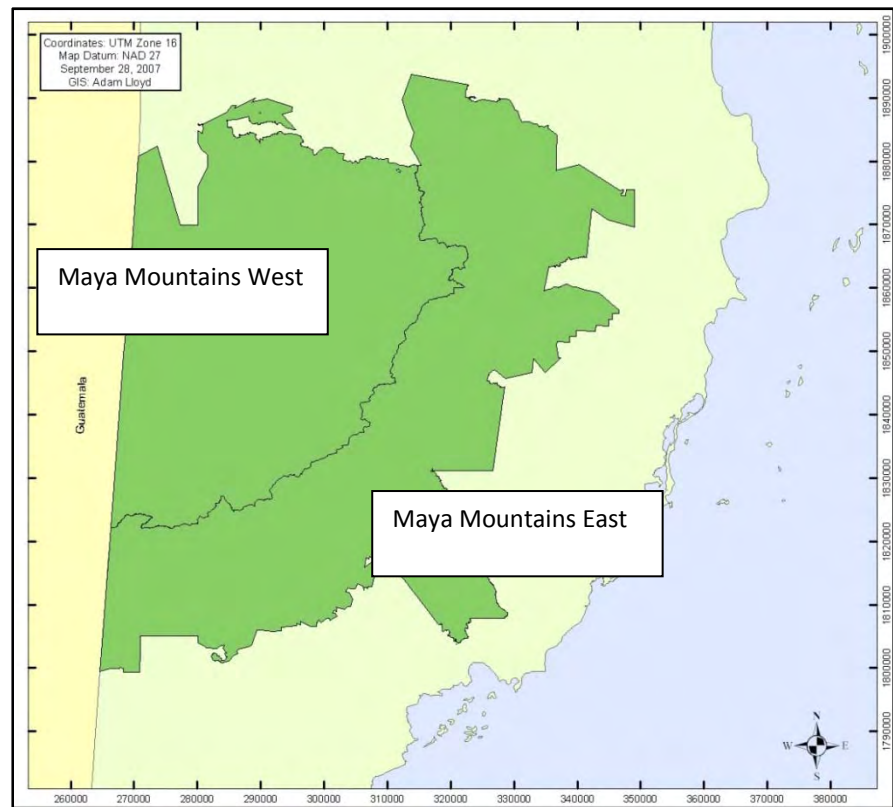 Coordinates: UTM Zone 16
Map Datum: NAD 27
September 28, 2007
GIS: Adam Lloyd
Maya Mountains West
Guatemala
Maya Mountains East
N
W E
S
1900000
1890000
1880000
1870000
1860000
1850000
1840000
1830000
1820000
1810000
1800000
1790000
260000 270000 280000 290000 300000 310000 320000 330000 340000 350000 360000 370000 380000